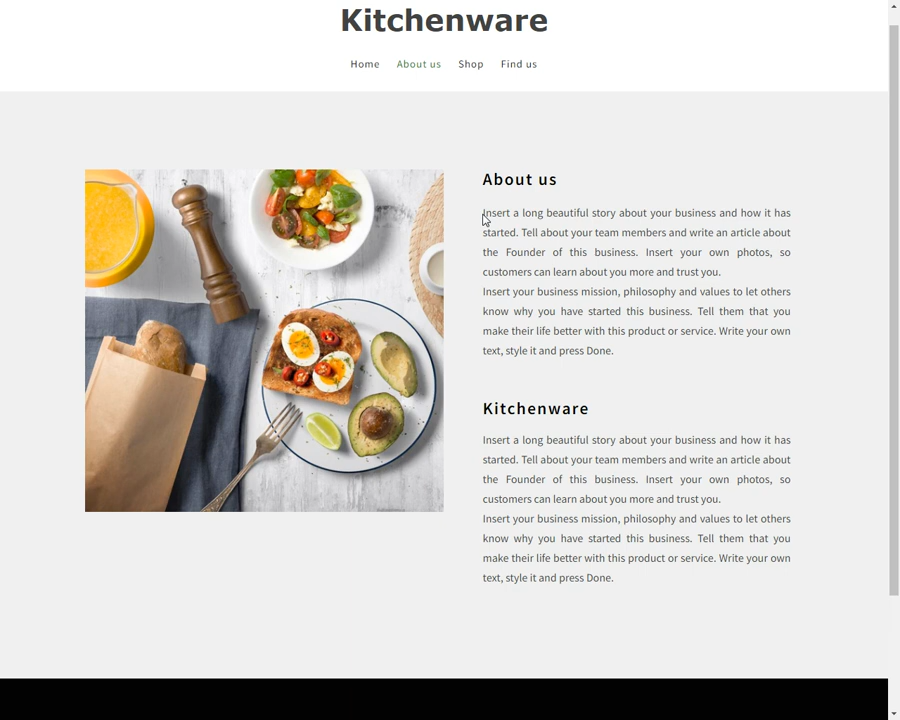 Kitchenware
Home About us Shop Find us
About us
Insert a long beautiful story about your business and how it has
started. Tell about your team members and write an article about
the Founder of this business. Insert your own photos, so
customers can learn about you more and trust you.
Insert your business mission, philosophy and values to let others
know why you have started this business. Tell them that you
make their life better with this product or service. Write your own
text, style it and press Done.
Kitchenware
Insert a long beautiful story about your business and how it has
started. Tell about your team members and write an article about
the Founder of this business. Insert your own photos, so
customers can learn about you more and trust you.
Insert your business mission, philosophy and values to let others
know why you have started this business. Tell them that you
make their life better with this product or service. Write your own
text, style it and press Done.